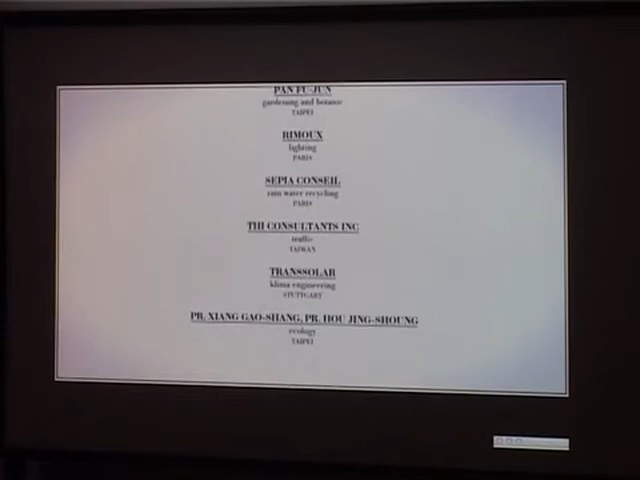 PAN FU-JUN
gardening and botanic
TAIPEI
RIMOUX
lighting
PARIS
SEPIA CONSEIL
rain water recycling
PARIS
THI CONSULTANTS INC
traffic
TAIWAN
TRANSSOLAR
klima engineering
STUTTGART
PR. XIANG GAO-SHANG, PR. HOU JING-SHOUNG
ecology
TAIPEI